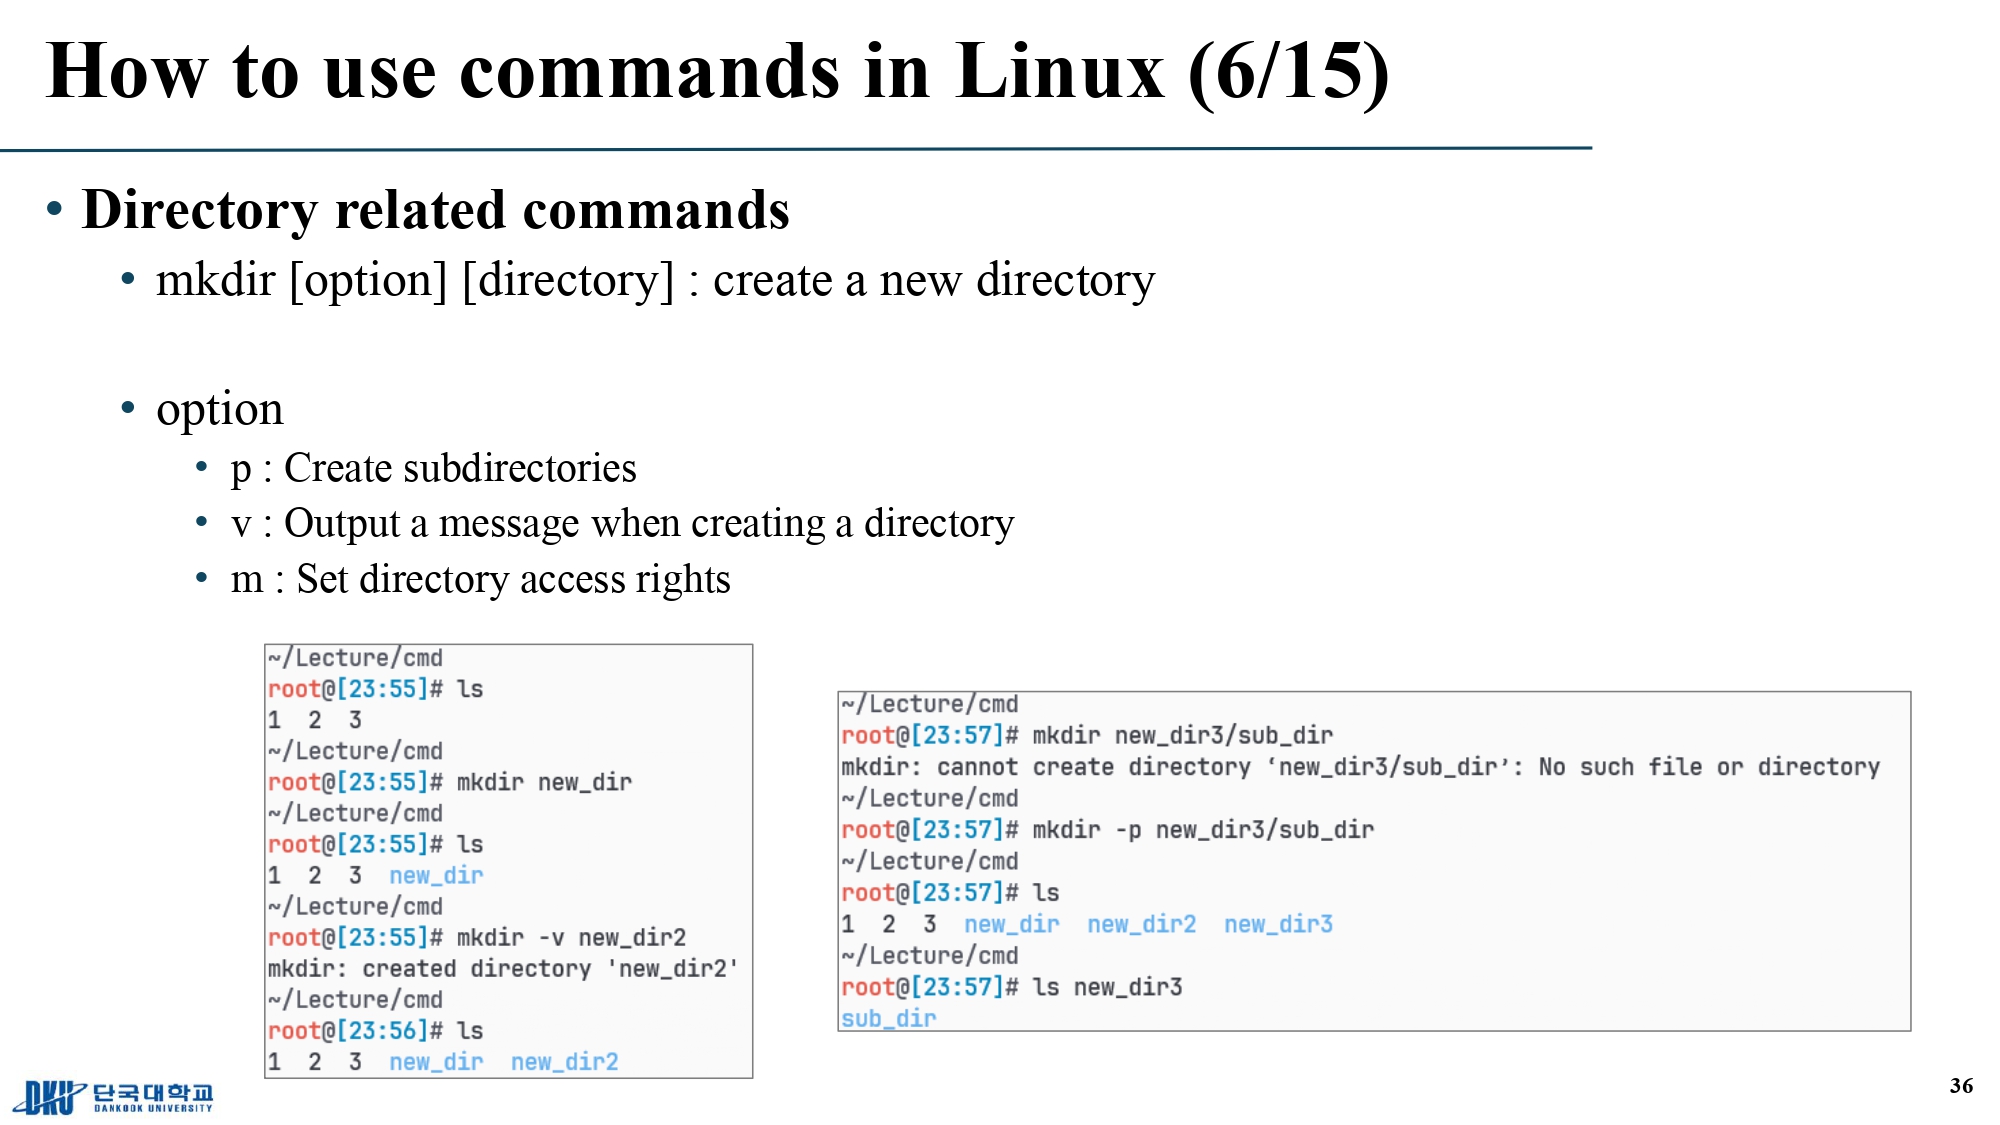 How to use commands in Linux (6/15)
• Directory related commands
• mkdir [option] [directory] : create a new directory
• option
• p : Create subdirectories
• v : Output a message when creating a directory
• m : Set directory access rights
~/Lecture/cmd
root@[23:55]# ls
1  2  3
~/Lecture/cmd
root@[23:55]# mkdir new_dir
~/Lecture/cmd
root@[23:55]# ls
1  2  3  new_dir
~/Lecture/cmd
root@[23:55]# mkdir -v new_dir2
mkdir: created directory 'new_dir2'
~/Lecture/cmd
root@[23:56]# ls
1  2  3  new_dir  new_dir2
~/Lecture/cmd
root@[23:57]# mkdir new_dir3/sub_dir
mkdir: cannot create directory ‘new_dir3/sub_dir’: No such file or directory
~/Lecture/cmd
root@[23:57]# mkdir -p new_dir3/sub_dir
~/Lecture/cmd
root@[23:57]# ls
1  2  3  new_dir  new_dir2  new_dir3
~/Lecture/cmd
root@[23:57]# ls new_dir3
sub_dir
DKU 단국대학교
DANKOOK UNIVERSITY
36